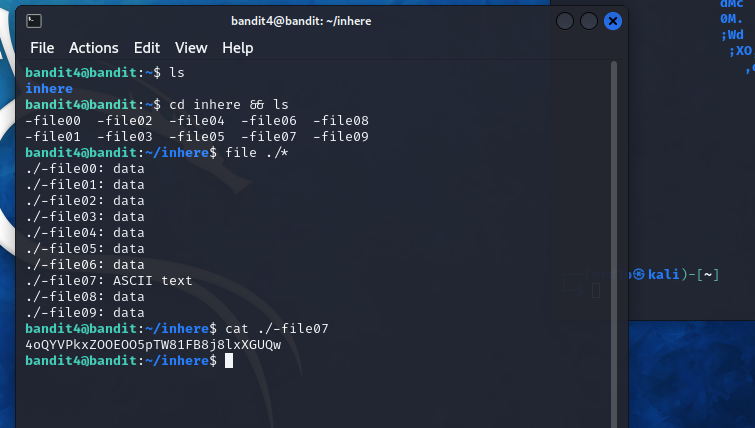 bandit4@bandit: ~/inhere
File Actions Edit View Help
bandit4@bandit:~$ ls
inhere
bandit4@bandit:~$ cd inhere && ls
-file00 -file02 -file04 -file06 -file08
-file01 -file03 -file05 -file07 -file09
bandit4@bandit:~/inhere$ file ./*
./-file00: data
./-file01: data
./-file02: data
./-file03: data
./-file04: data
./-file05: data
./-file06: data
./-file07: ASCII text
./-file08: data
./-file09: data
bandit4@bandit:~/inhere$ cat ./-file07
4oQYVPkxZOOEOO5pTW81FB8j8lxXGUQw
bandit4@bandit:~/inhere$
dMc
0M.
;Wd
;XO
kali)-[~]